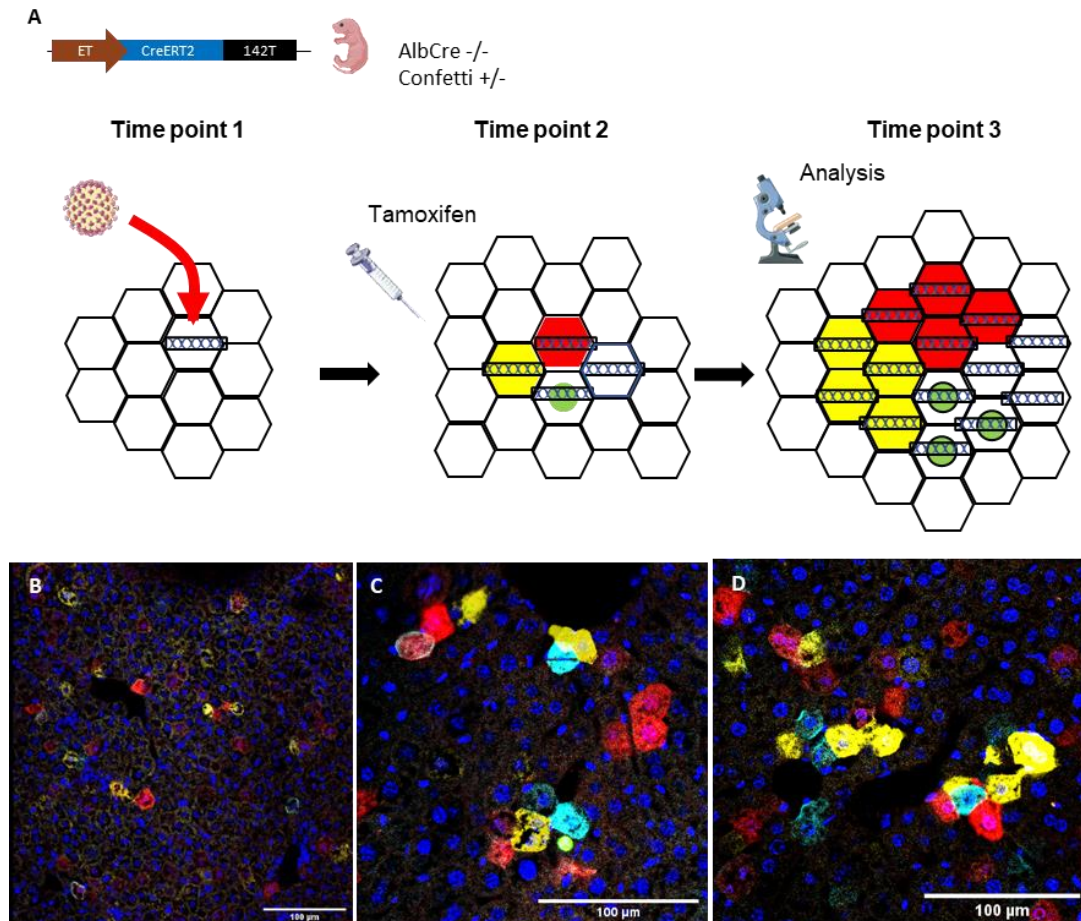 A
ET CreERT2 142T
AlbCre -/-
Confetti +/-
Time point 1 Time point 2 Time point 3
Tamoxifen
Analysis
B C D
100 µm 100 µm 100 µm